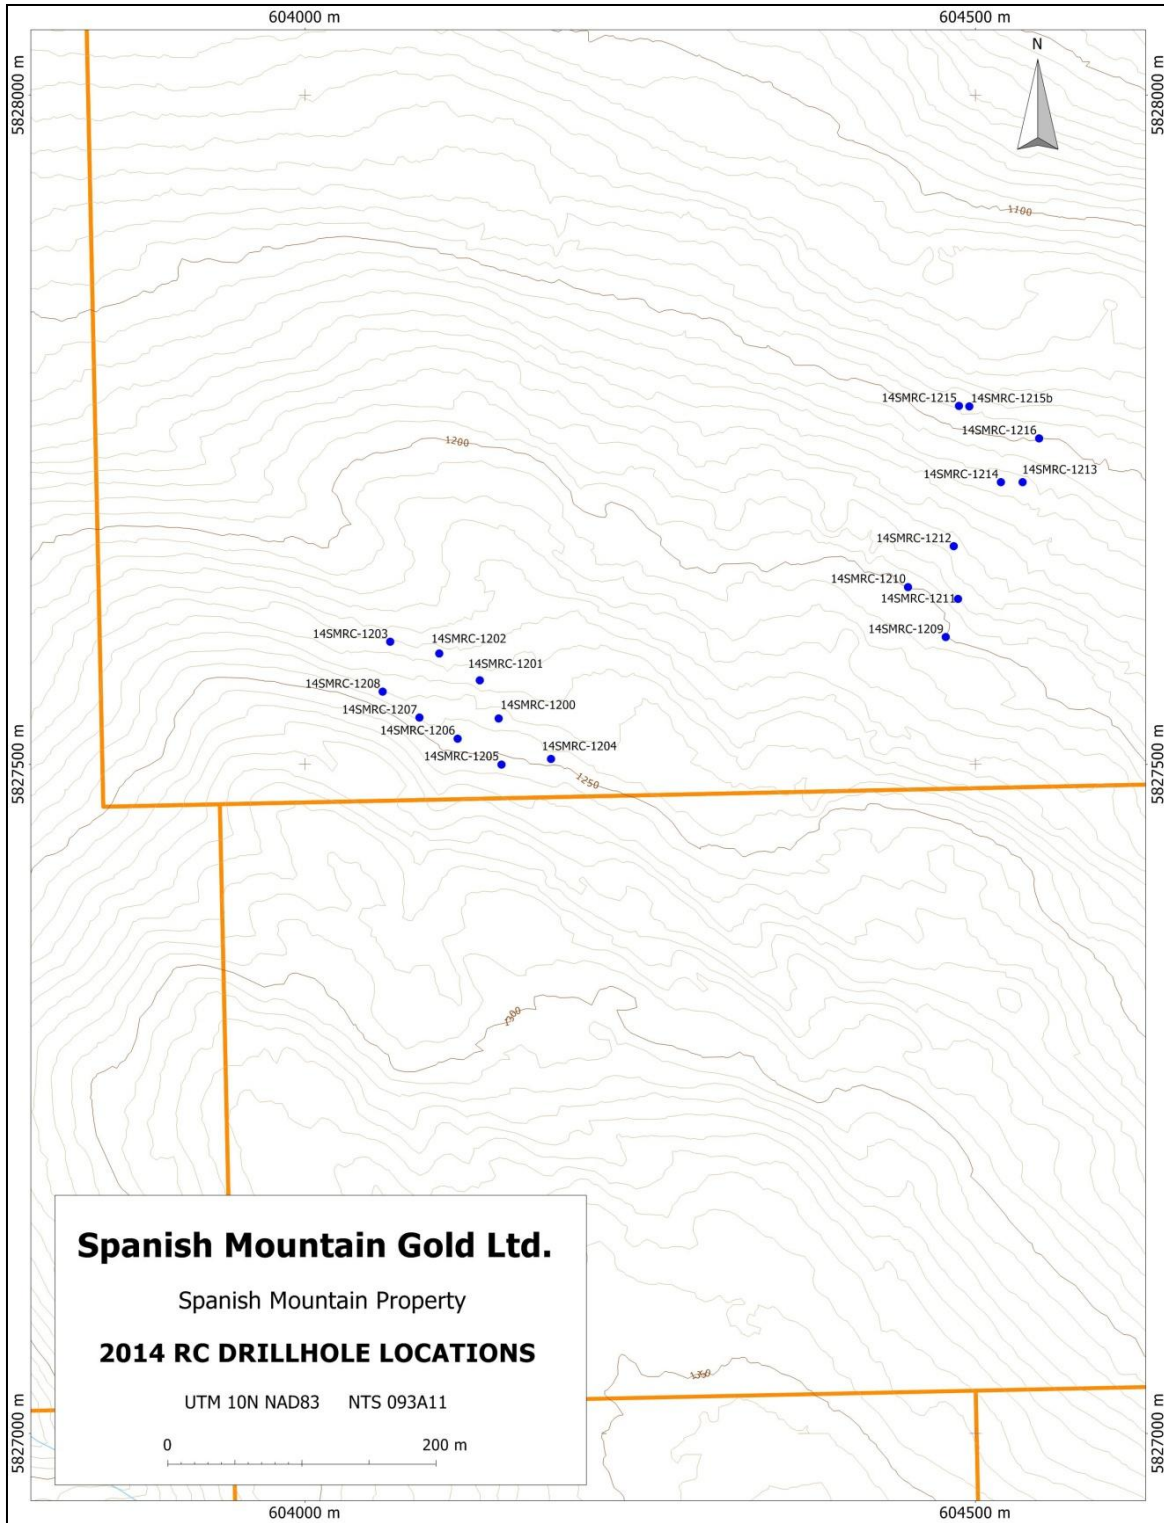 604000 m
604500 m
N
5828000 m
5828000 m
1100
14SMRC-1215
14SMRC-1215b
14SMRC-1216
1200
14SMRC-1214
14SMRC-1213
14SMRC-1212
14SMRC-1210
14SMRC-1211
14SMRC-1203
14SMRC-1202
14SMRC-1209
14SMRC-1201
14SMRC-1208
14SMRC-1207
14SMRC-1200
14SMRC-1206
14SMRC-1204
14SMRC-1205
5827500 m
5827500 m
1250
1300
Spanish Mountain Gold Ltd.
Spanish Mountain Property
2014 RC DRILLHOLE LOCATIONS
1350
UTM 10N NAD83 NTS 093A11
0
200 m
5827000 m
5827000 m
604000 m
604500 m